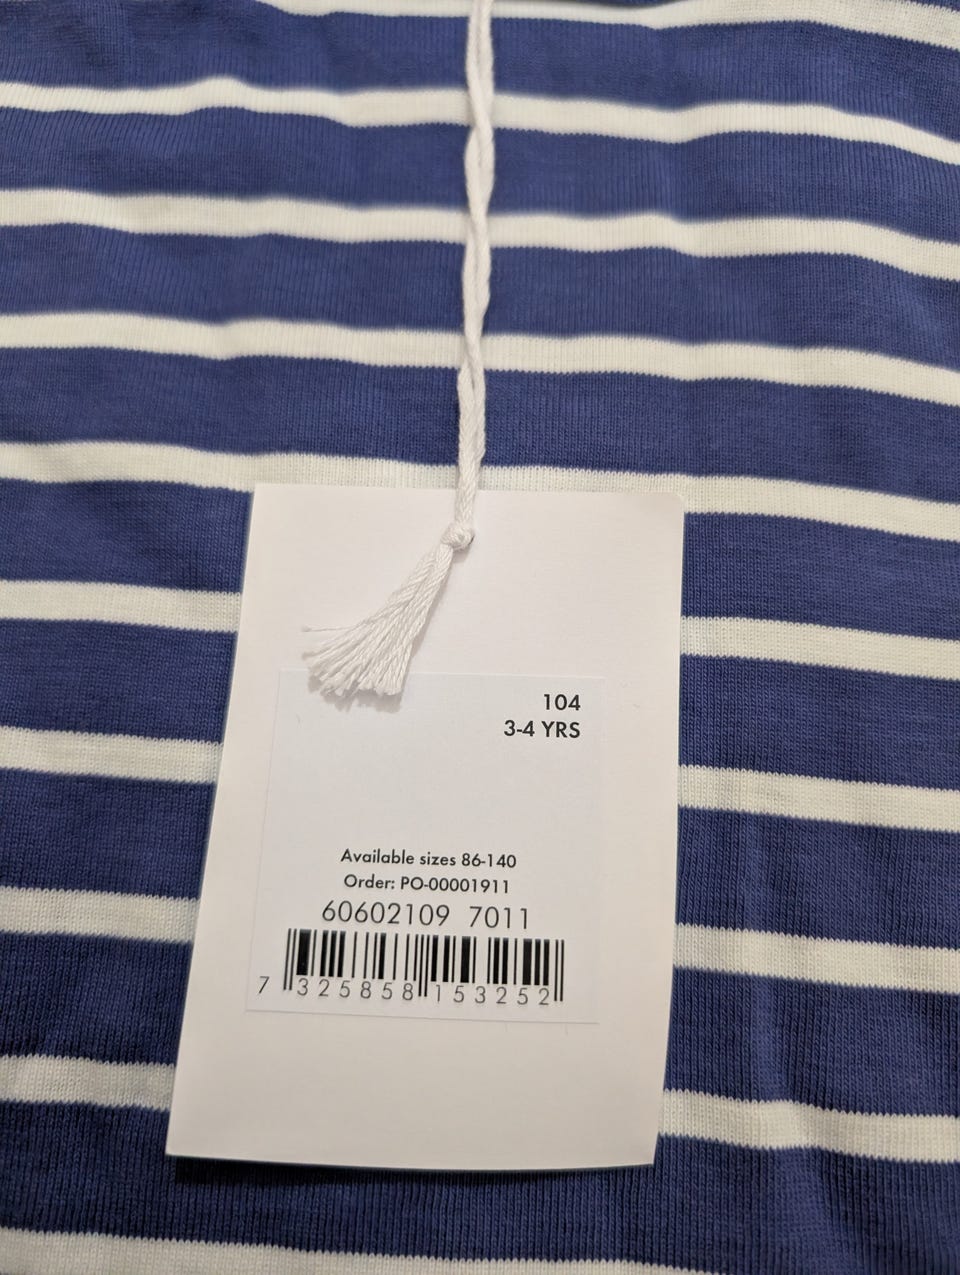 104
3-4 YRS
Available sizes 86-140
Order: PO-00001911
60602109 7011
7 325858 153252